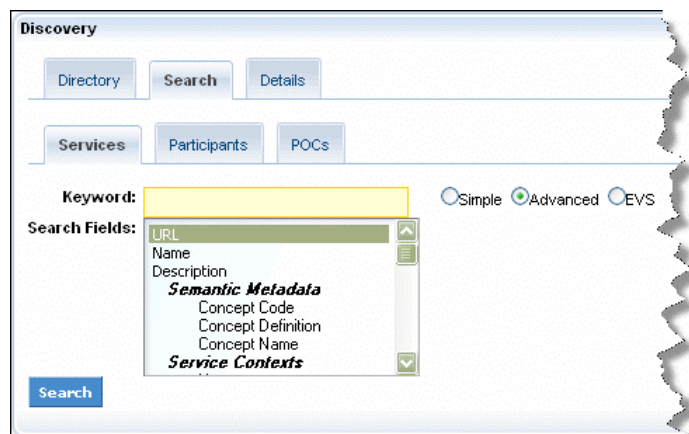 Discovery
Directory Search Details
Services Participants POCs
Keyword: Simple Advanced EVS
Search Fields: URL
Name
Description
Semantic Metadata
Concept Code
Concept Definition
Concept Name
Service Contexts
Search